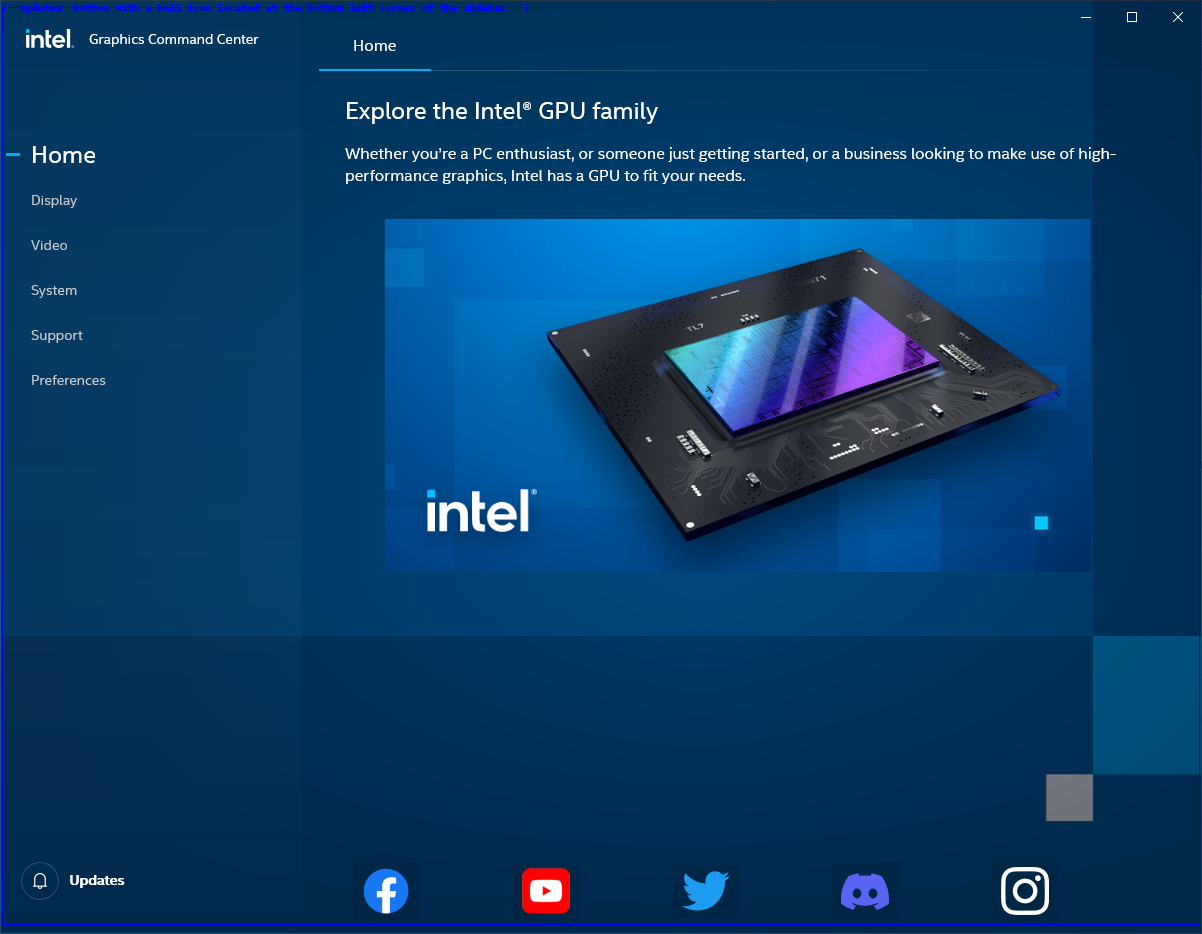 ["Updates" button with a bell icon located at the bottom left corner of the sidebar."]
intel. Graphics Command Center
Home
Explore the Intel® GPU family
Whether you're a PC enthusiast, or someone just getting started, or a business looking to make use of high-
performance graphics, Intel has a GPU to fit your needs.
Home
Display
Video
System
Support
Preferences
TL7
intel®
Updates